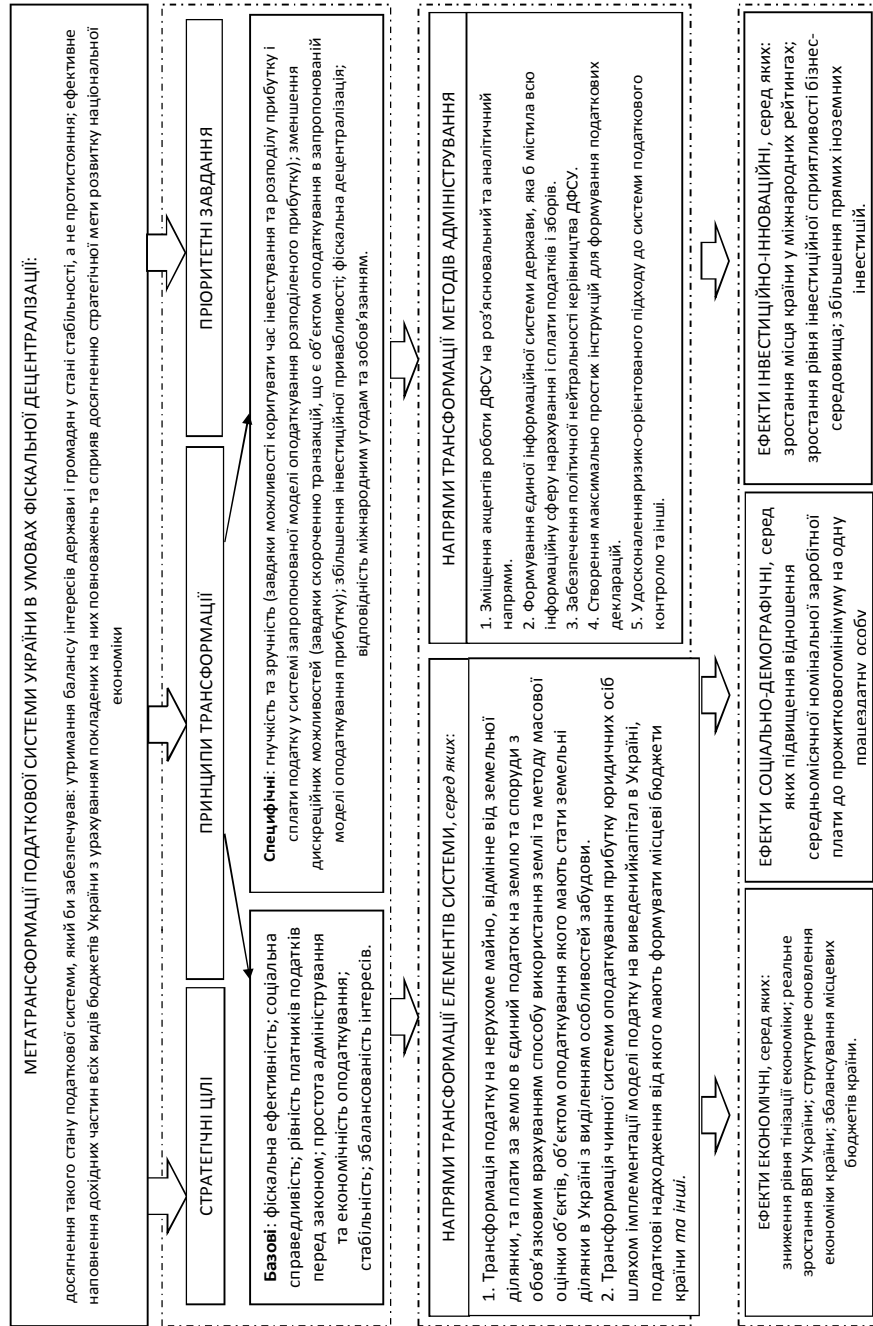 МЕТАТРАНСФОРМАЦІЇ ПОДАТКОВОЇ СИСТЕМИ УКРАЇНИ В УМОВАХ ФІСКАЛЬНОЇ ДЕЦЕНТРАЛІЗАЦІЇ:
досягнення такого стану податкової системи, який би забезпечував: утримання балансу інтересів держави і громадян у стані стабільності, а не протистояння; ефективне
наповнення дохідних частин всіх видів бюджетів України з урахуванням покладених на них повноважень та сприяв досягненню стратегічної мети розвитку національної
економіки
СТРАТЕГІЧНІ ЦІЛІ
ПРИНЦИПИ ТРАНСФОРМАЦІЇ
ПРІОРИТЕТНІ ЗАВДАННЯ
Базові: фіскальна ефективність; соціальна
справедливість; рівність платників податків
перед законом; простота адміністрування
та економічність оподаткування;
стабільність; збалансованість інтересів.
Специфічні: гнучкість та зручність (завдяки можливості коригувати час інвестування та розподілу прибутку і
сплати податку у системі запропонованої моделі оподаткування розподіленого прибутку); зменшення
дискреційних можливостей (завдяки скороченню транзакцій, що є об’єктом оподаткування в запропонованій
моделі оподаткування прибутку); збільшення інвестиційної привабливості; фіскальна децентралізація;
відповідність міжнародним угодам та зобов’язанням.
НАПРЯМИ ТРАНСФОРМАЦІЇ ЕЛЕМЕНТІВ СИСТЕМИ, серед яких:
1. Трансформація податку на нерухоме майно, відмінне від земельної
ділянки, та плати за землю в єдиний податок на землю та споруди з
обов’язковим врахуванням способу використання землі та методу масової
оцінки об’єктів, об’єктом оподаткування якого мають стати земельні
ділянки в Україні з виділенням особливостей забудови.
2. Трансформація чинної системи оподаткування прибутку юридичних осіб
шляхом імплементації моделі податку на виведенийкапітал в Україні,
податкові надходження від якого мають формувати місцеві бюджети
країни та інші.
НАПРЯМИ ТРАНСФОРМАЦІЇ МЕТОДІВ АДМІНІСТРУВАННЯ
1. Зміщення акцентів роботи ДФСУ на роз’яснювальний та аналітичний
напрями.
2. Формування єдиної інформаційної системи держави, яка б містила всю
інформаційну сферу нарахування і сплати податків і зборів.
3. Забезпечення політичної нейтральності керівництва ДФСУ.
4. Створення максимально простих інструкцій для формування податкових
декларацій.
5. Удосконаленняризико-орієнтованого підходу до системи податкового
контролю та інші.
ЕФЕКТИ ЕКОНОМІЧНІ, серед яких:
зниження рівня тінізації економіки; реальне
зростання ВВП України; структурне оновлення
економіки країни; збалансування місцевих
бюджетів країни.
ЕФЕКТИ СОЦІАЛЬНО-ДЕМОГРАФІЧНІ, серед
яких підвищення відношення
середньомісячної номінальної заробітної
плати до прожитковогомінімуму на одну
працездатну особу
ЕФЕКТИ ІНВЕСТИЦІЙНО-ІННОВАЦІЙНІ, серед яких:
зростання місця країни у міжнародних рейтингах;
зростання рівня інвестиційної сприятливості бізнес-
середовища; збільшення прямих іноземних
інвестицій.